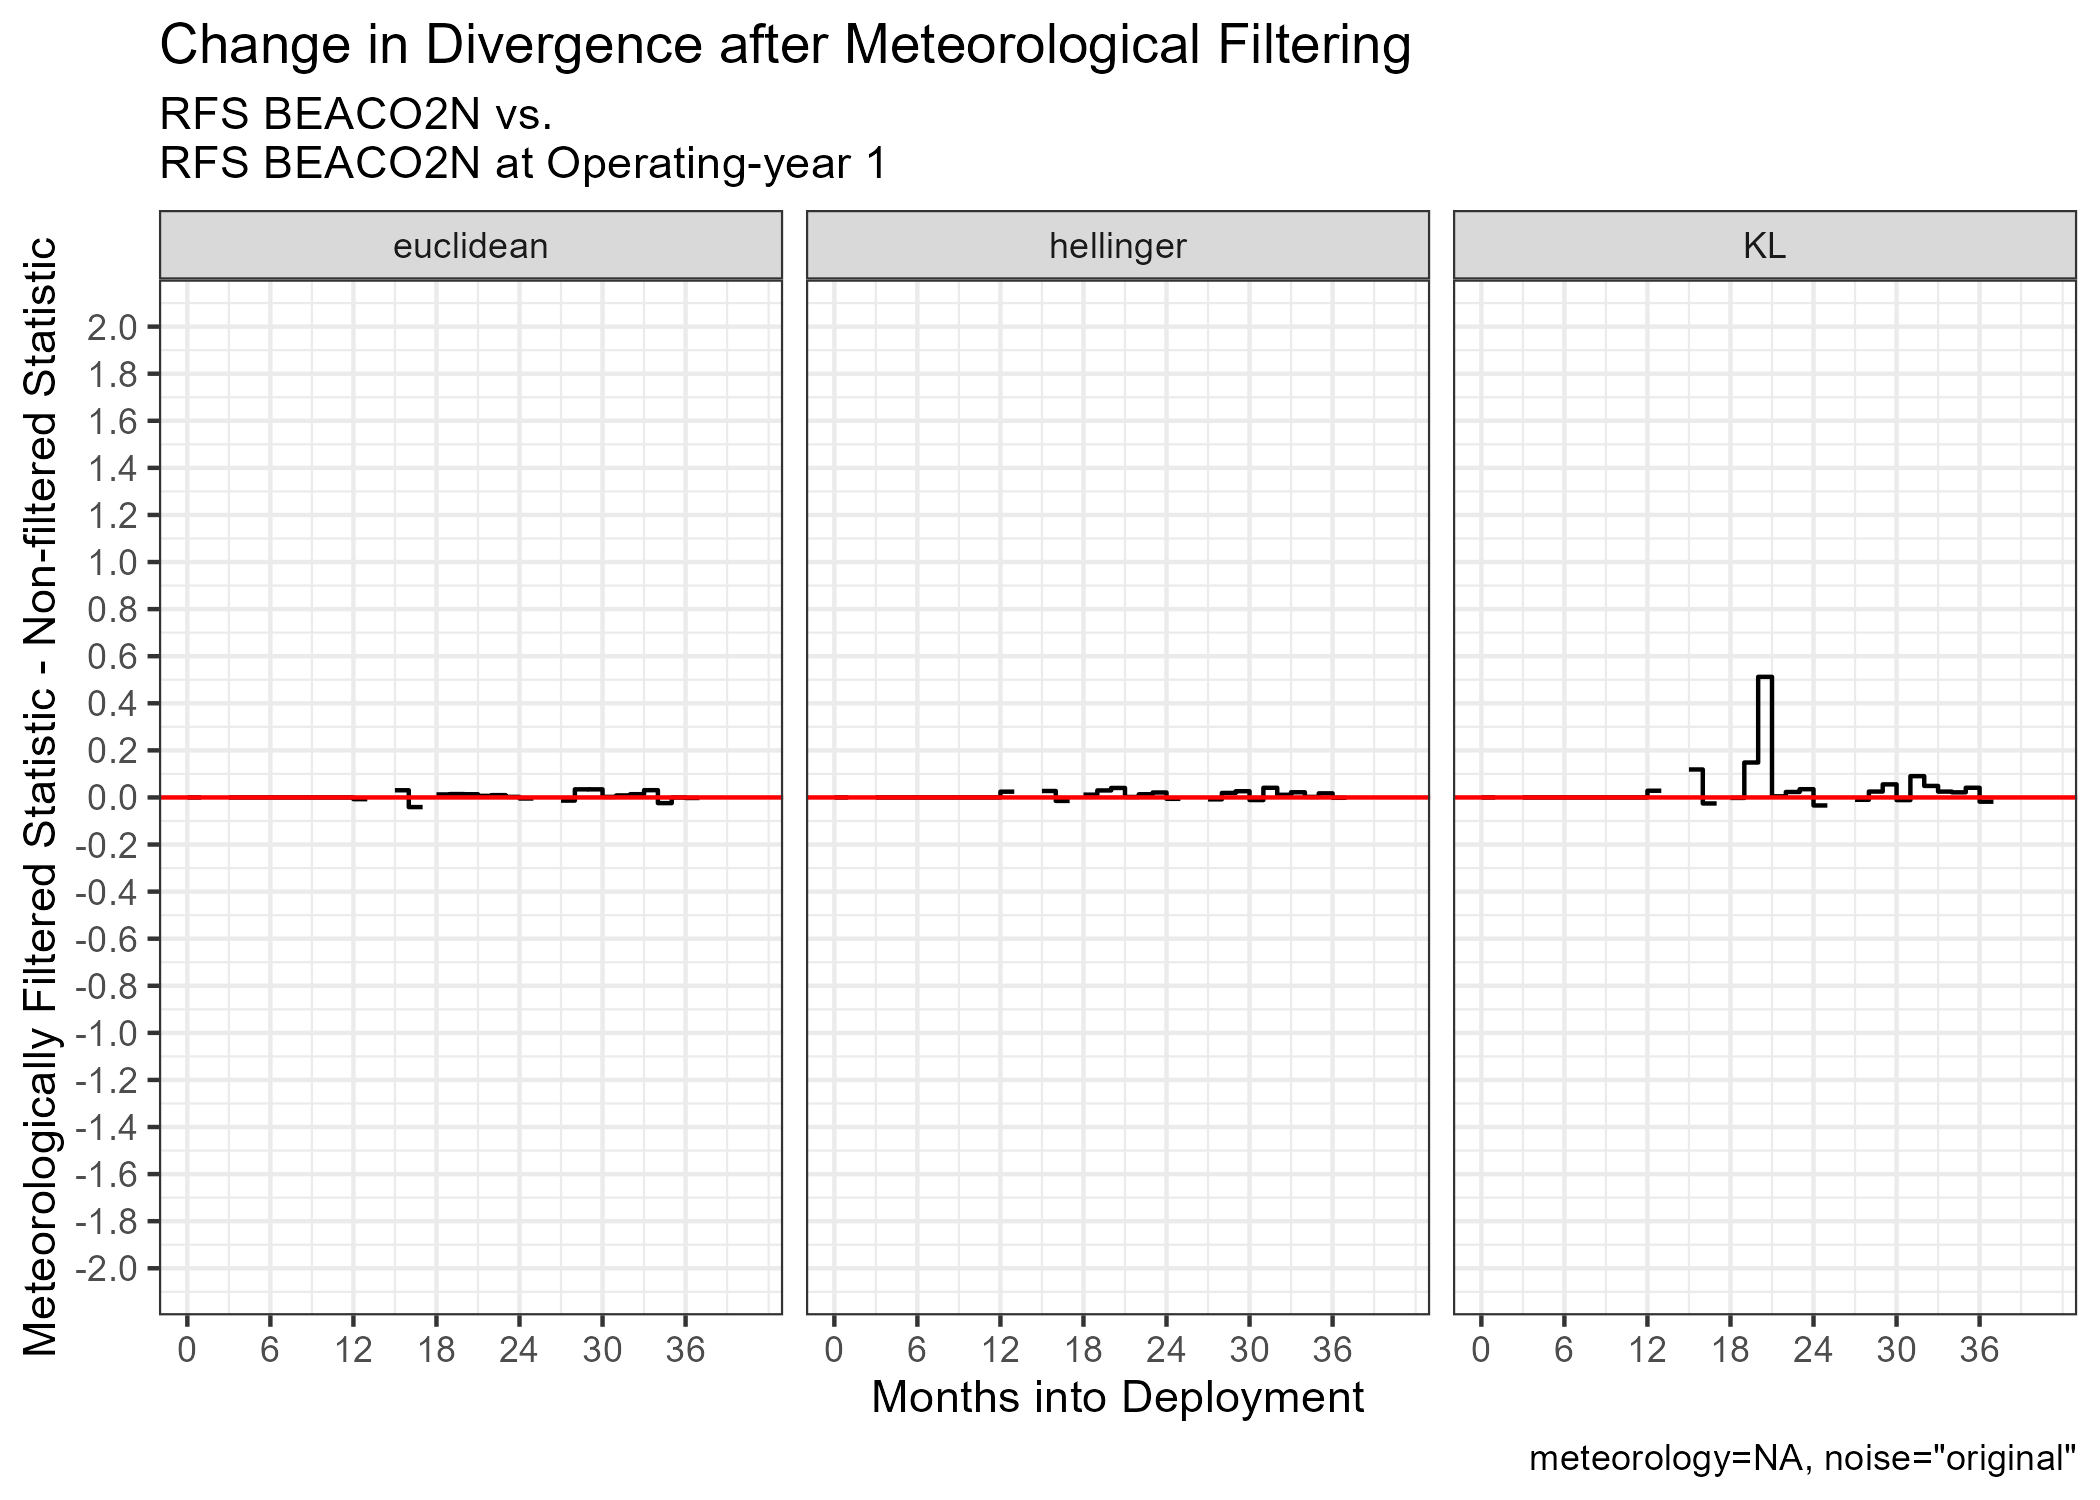 Change in Divergence after Meteorological Filtering
RFS BEACO2N vs.
RFS BEACO2N at Operating-year 1
euclidean
hellinger
KL
Meteorologically Filtered Statistic - Non-filtered Statistic
2.0
1.8
1.6
1.4
1.2
1.0
0.8
0.6
0.4
0.2
0.0
-0.2
-0.4
-0.6
-0.8
-1.0
-1.2
-1.4
-1.6
-1.8
-2.0
0 6 12 18 24 30 36
0 6 12 18 24 30 36
0 6 12 18 24 30 36
Months into Deployment
meteorology=NA, noise="original"